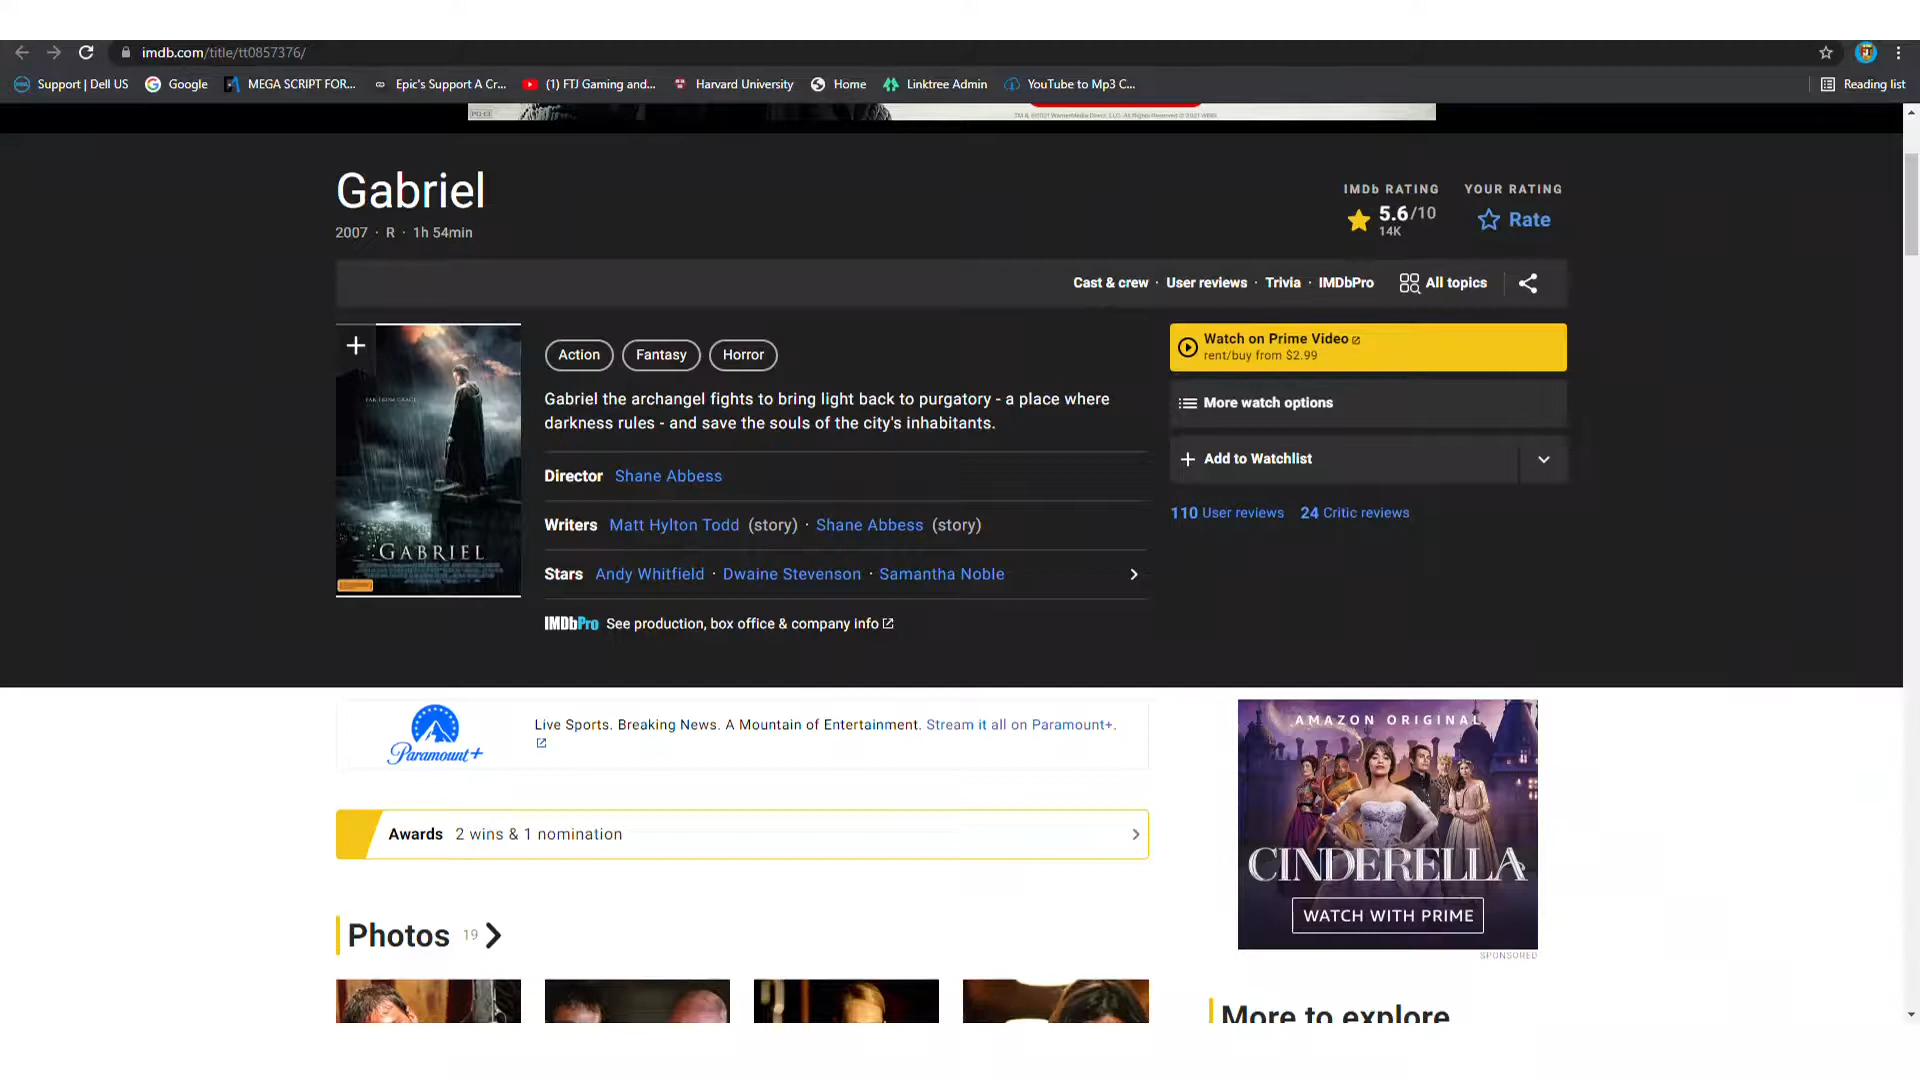 imdb.com/title/tt0857376/
Support | Dell US
Google
MEGA SCRIPT FOR...
Epic's Support A Cr...
(1) FTJ Gaming and...
Harvard University
Home
Linktree Admin
YouTube to Mp3 C...
Reading list
Gabriel
2007 · R · 1h 54min
IMDb RATING
5.6/10
14K
YOUR RATING
Rate
Cast & crew · User reviews · Trivia · IMDbPro
All topics
GABRIEL
Action
Fantasy
Horror
Gabriel the archangel fights to bring light back to purgatory - a place where
darkness rules - and save the souls of the city's inhabitants.
Director Shane Abbess
Writers Matt Hylton Todd (story) · Shane Abbess (story)
Stars Andy Whitfield · Dwaine Stevenson · Samantha Noble
IMDbPro See production, box office & company info
Watch on Prime Video
rent/buy from $2.99
More watch options
Add to Watchlist
110 User reviews 24 Critic reviews
Paramount+
Live Sports. Breaking News. A Mountain of Entertainment. Stream it all on Paramount+.
Awards 2 wins & 1 nomination
Photos 19
AMAZON ORIGINAL
CINDERELLA
WATCH WITH PRIME
SPONSORED
More to explore